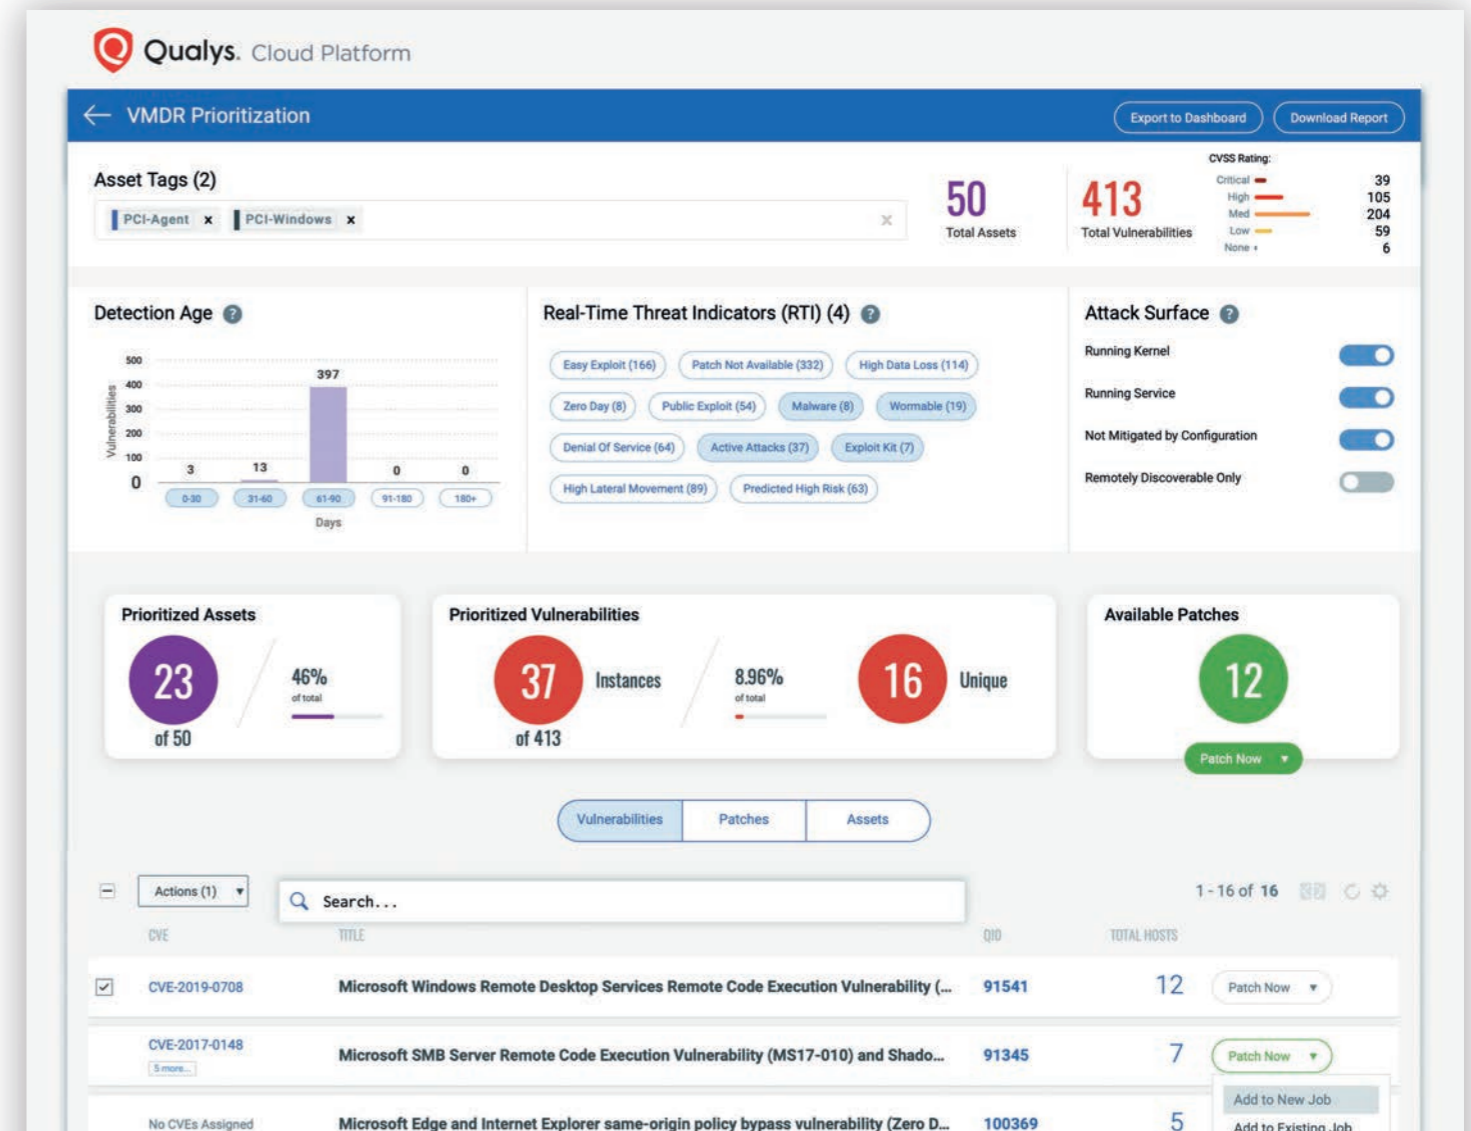 Qualys. Cloud Platform
VMDR Prioritization
Export to Dashboard
Download Report
Asset Tags (2)
PCI-Agent x
PCI-Windows x
×
50
Total Assets
413
Total Vulnerabilities
CVSS Rating:
Critical 39
High 105
Med 204
Low 59
None 6
Detection Age ?
Vulnerabilities
500
400
300
200
100
0
3
13
397
0
0
0-30
31-60
61-90
91-180
180+
Days
Real-Time Threat Indicators (RTI) (4) ?
Easy Exploit (166)
Patch Not Available (332)
High Data Loss (114)
Zero Day (8)
Public Exploit (54)
Malware (8)
Wormable (19)
Denial Of Service (64)
Active Attacks (37)
Exploit Kit (7)
High Lateral Movement (89)
Predicted High Risk (63)
Attack Surface ?
Running Kernel
Running Service
Not Mitigated by Configuration
Remotely Discoverable Only
Prioritized Assets
23
of 50
46%
of total
Prioritized Vulnerabilities
37
of 413
Instances
8.96%
of total
16
Unique
Available Patches
12
Patch Now
Vulnerabilities
Patches
Assets
Actions (1)
Search...
1 - 16 of 16
CVE TITLE QID TOTAL HOSTS
CVE-2019-0708 Microsoft Windows Remote Desktop Services Remote Code Execution Vulnerability (... 91541 12 Patch Now
CVE-2017-0148 Microsoft SMB Server Remote Code Execution Vulnerability (MS17-010) and Shado... 91345 7 Patch Now
5 more...
Add to New Job
No CVEs Assigned Microsoft Edge and Internet Explorer same-origin policy bypass vulnerability (Zero D... 100369 5
Add to Existing Job